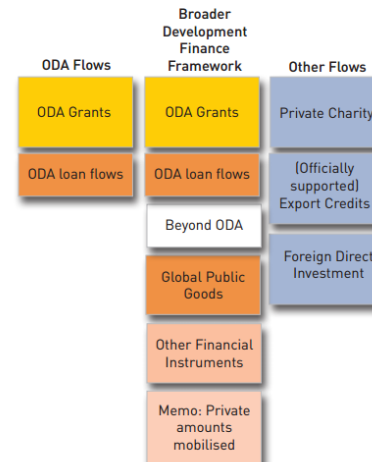 ODA Flows
Broader
Development
Finance
Framework
Other Flows
ODA Grants
ODA loan flows
ODA Grants
ODA loan flows
Beyond ODA
Global Public
Goods
Other Financial
Instruments
Memo: Private
amounts
mobilised
Private Charity
(Officially
supported)
Export Credits
Foreign Direct
Investment